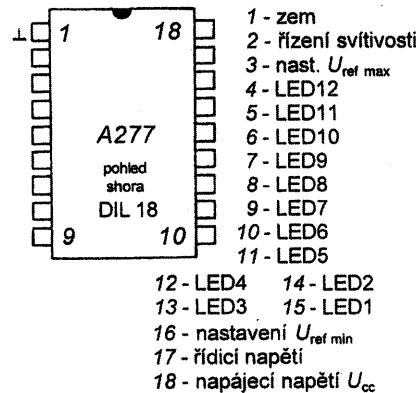 ⊥ 1 18
A277
pohled
shora
DIL 18
9 10
1 - zem
2 - řízení svítivosti
3 - nast. Uref max
4 - LED12
5 - LED11
6 - LED10
7 - LED9
8 - LED8
9 - LED7
10 - LED6
11 - LED5
12 - LED4 14 - LED2
13 - LED3 15 - LED1
16 - nastavení Uref min
17 - řídicí napětí
18 - napájecí napětí Ucc